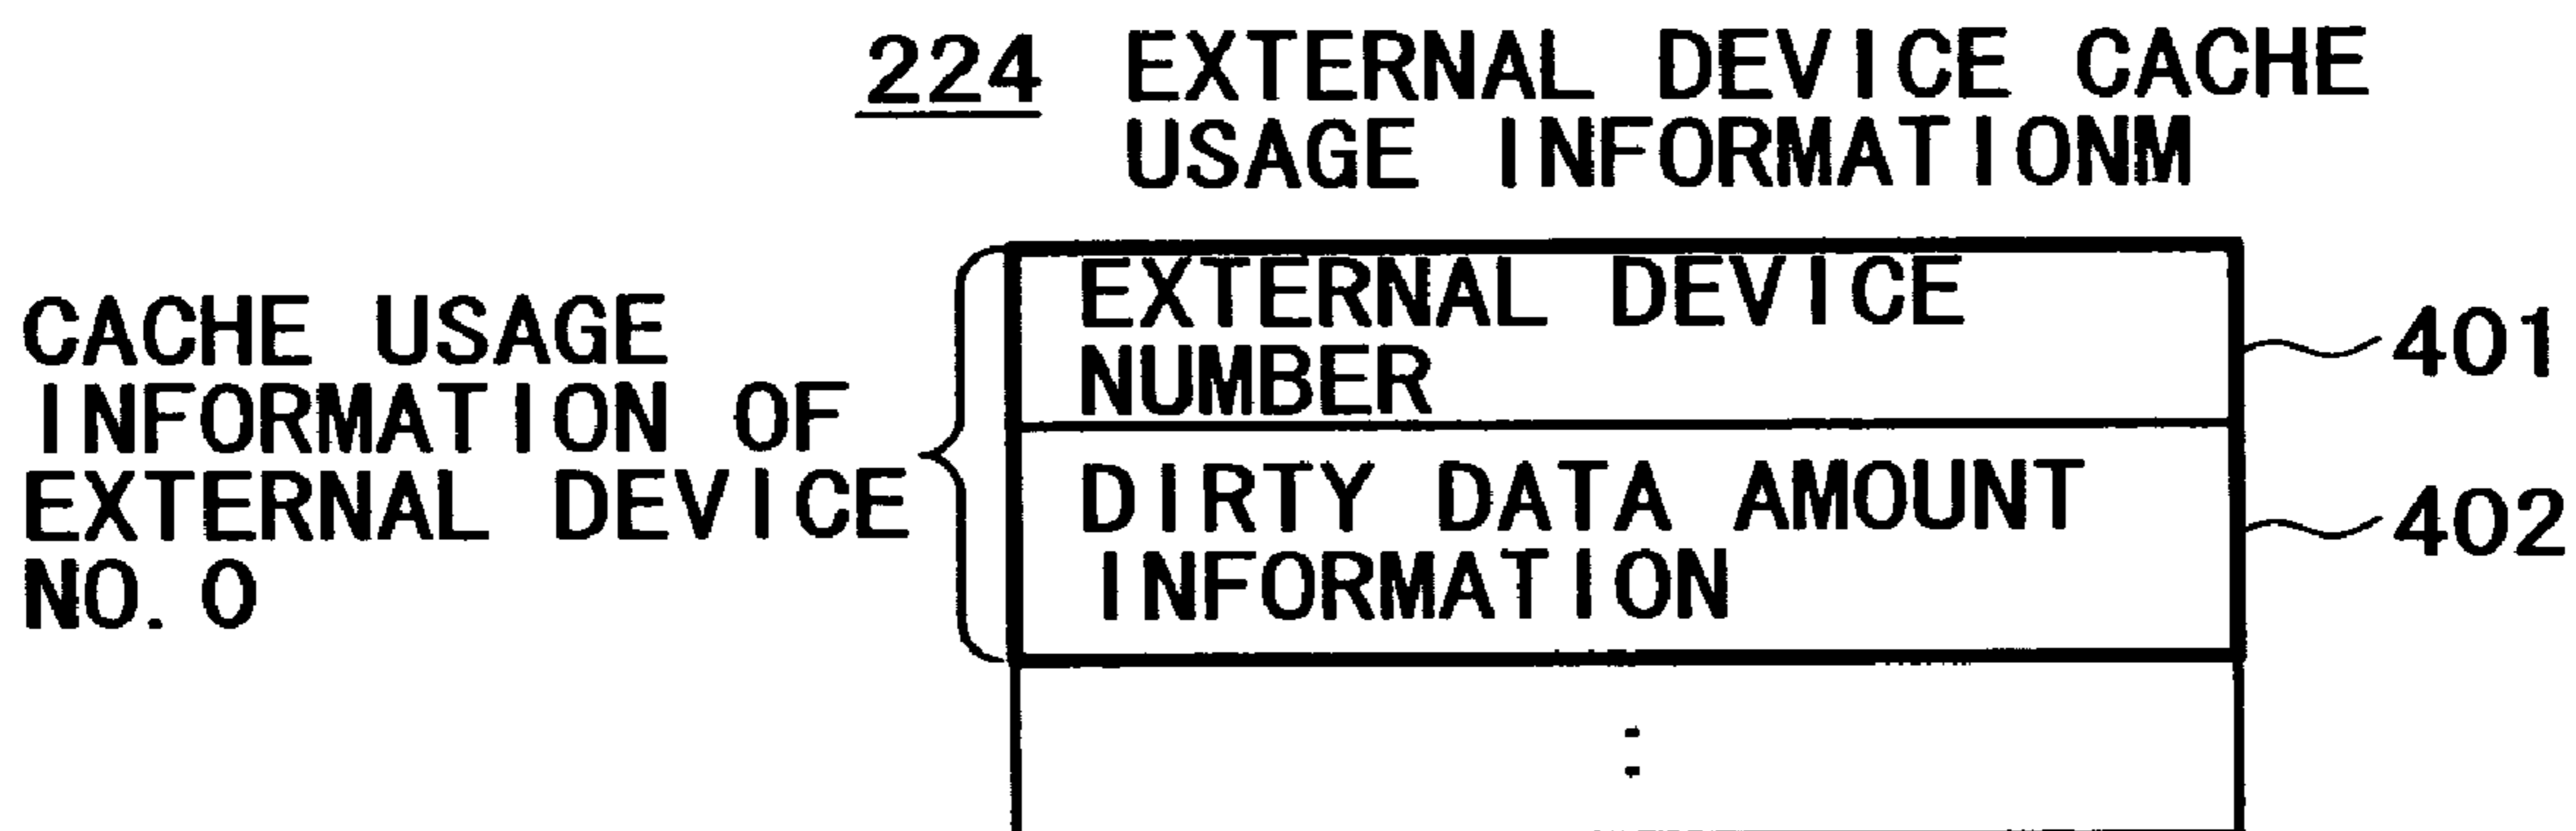 224 EXTERNAL DEVICE CACHE
USAGE INFORMATIONM
CACHE USAGE
INFORMATION OF
EXTERNAL DEVICE
NO. 0
EXTERNAL DEVICE
NUMBER
401
DIRTY DATA AMOUNT
INFORMATION
402
: